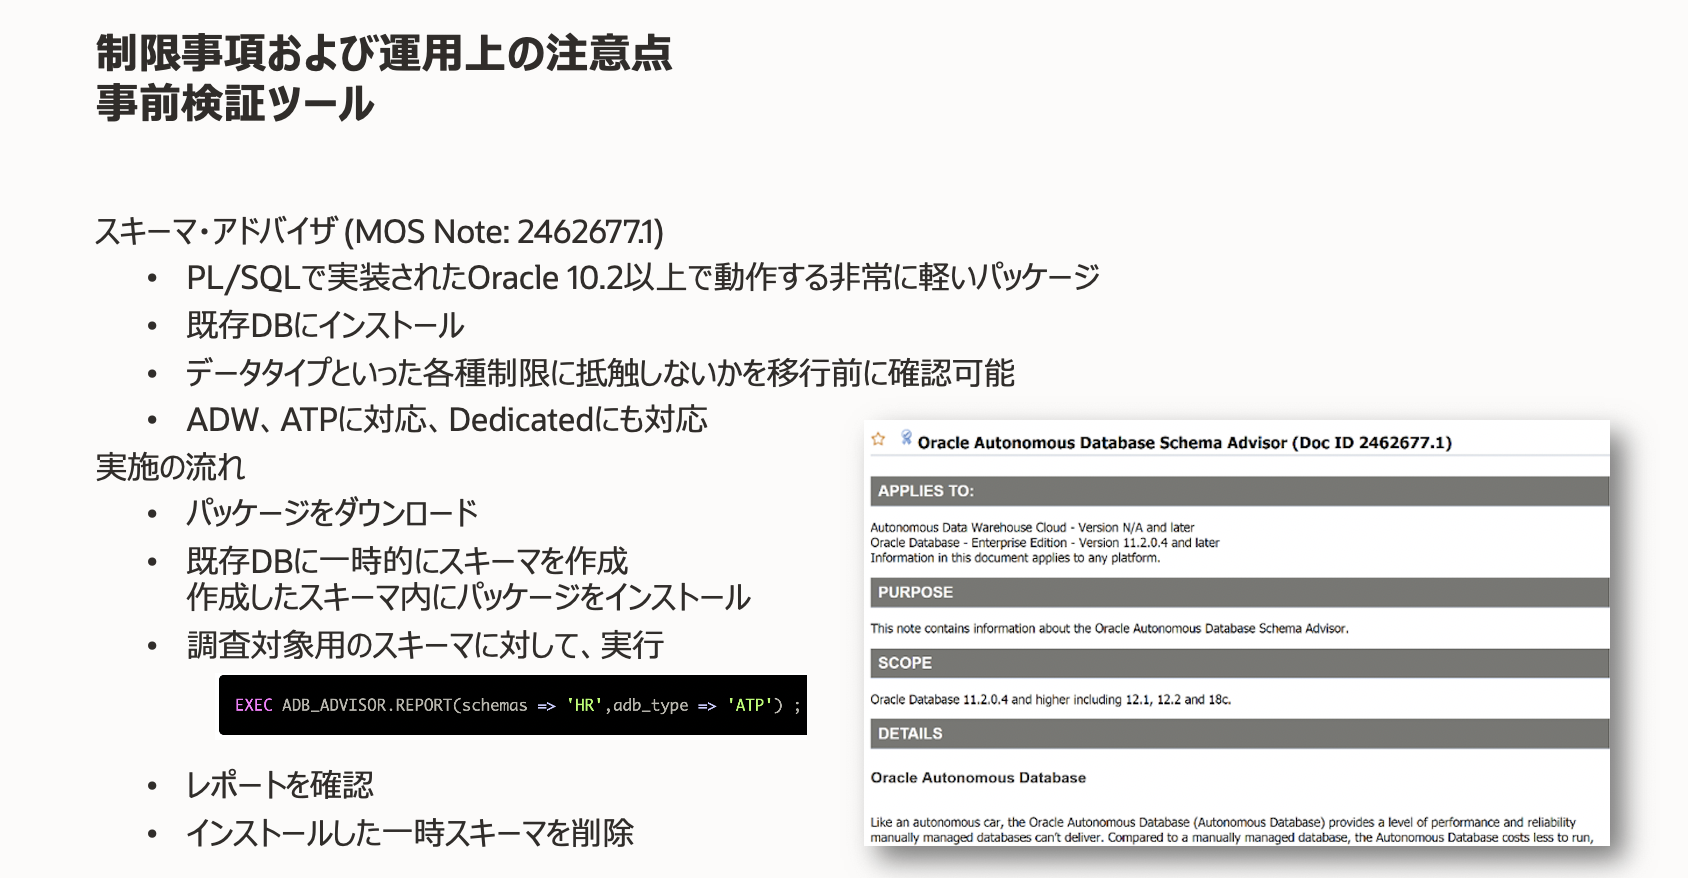 制限事項および運用上の注意点
事前検証ツール
スキーマ・アドバイザ (MOS Note: 2462677.1)
• PL/SQLで実装されたOracle 10.2以上で動作する非常に軽いパッケージ
• 既存DBにインストール
• データタイプといった各種制限に抵触しないかを移行前に確認可能
• ADW、ATPに対応、Dedicatedにも対応
実施の流れ
• パッケージをダウンロード
• 既存DBに一時的にスキーマを作成
作成したスキーマ内にパッケージをインストール
• 調査対象用のスキーマに対して、実行
EXEC ADB_ADVISOR.REPORT(schemas => 'HR',adb_type => 'ATP') ;
• レポートを確認
• インストールした一時スキーマを削除
Oracle Autonomous Database Schema Advisor (Doc ID 2462677.1)
APPLIES TO:
Autonomous Data Warehouse Cloud - Version N/A and later
Oracle Database - Enterprise Edition - Version 11.2.0.4 and later
Information in this document applies to any platform.
PURPOSE
This note contains information about the Oracle Autonomous Database Schema Advisor.
SCOPE
Oracle Database 11.2.0.4 and higher including 12.1, 12.2 and 18c.
DETAILS
Oracle Autonomous Database
Like an autonomous car, the Oracle Autonomous Database (Autonomous Database) provides a level of performance and reliability
manually managed databases can't deliver. Compared to a manually managed database, the Autonomous Database costs less to run,